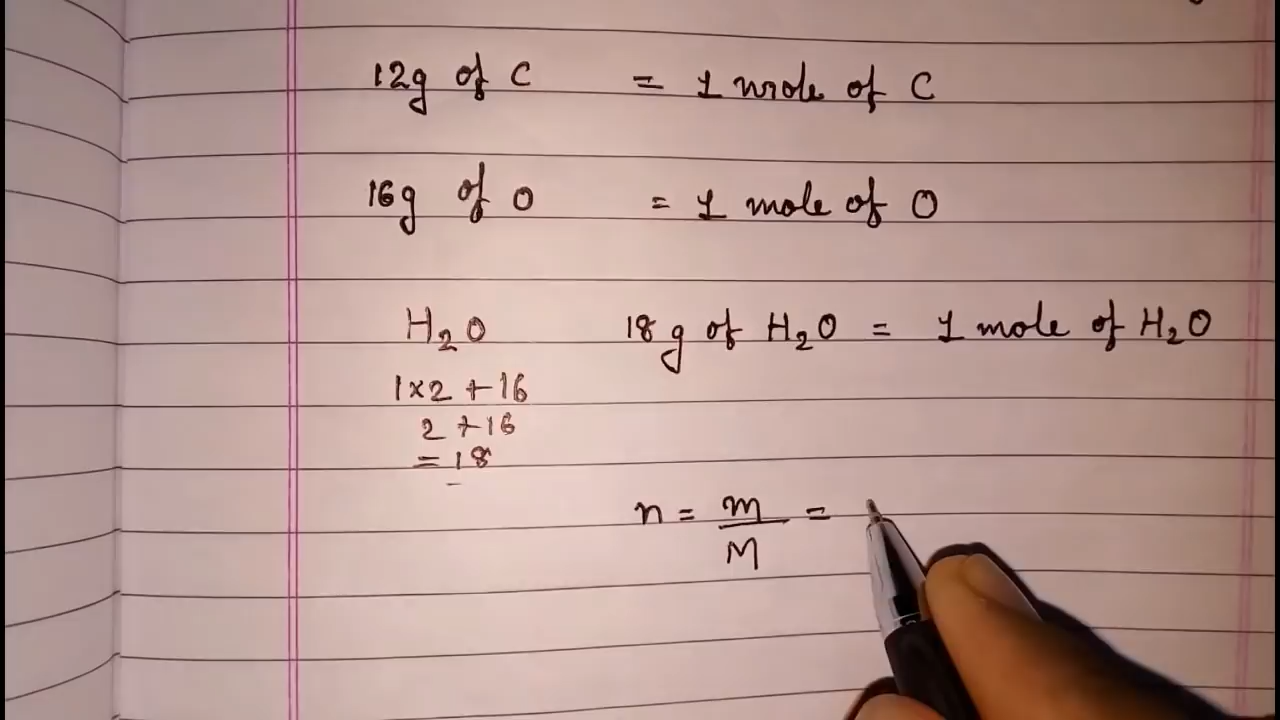 12g of C = 1 mole of C
16g of O = 1 mole of O
H₂O 18g of H₂O = 1 mole of H₂O
1×2 + 16
2 + 16
= 18
n = m/M =